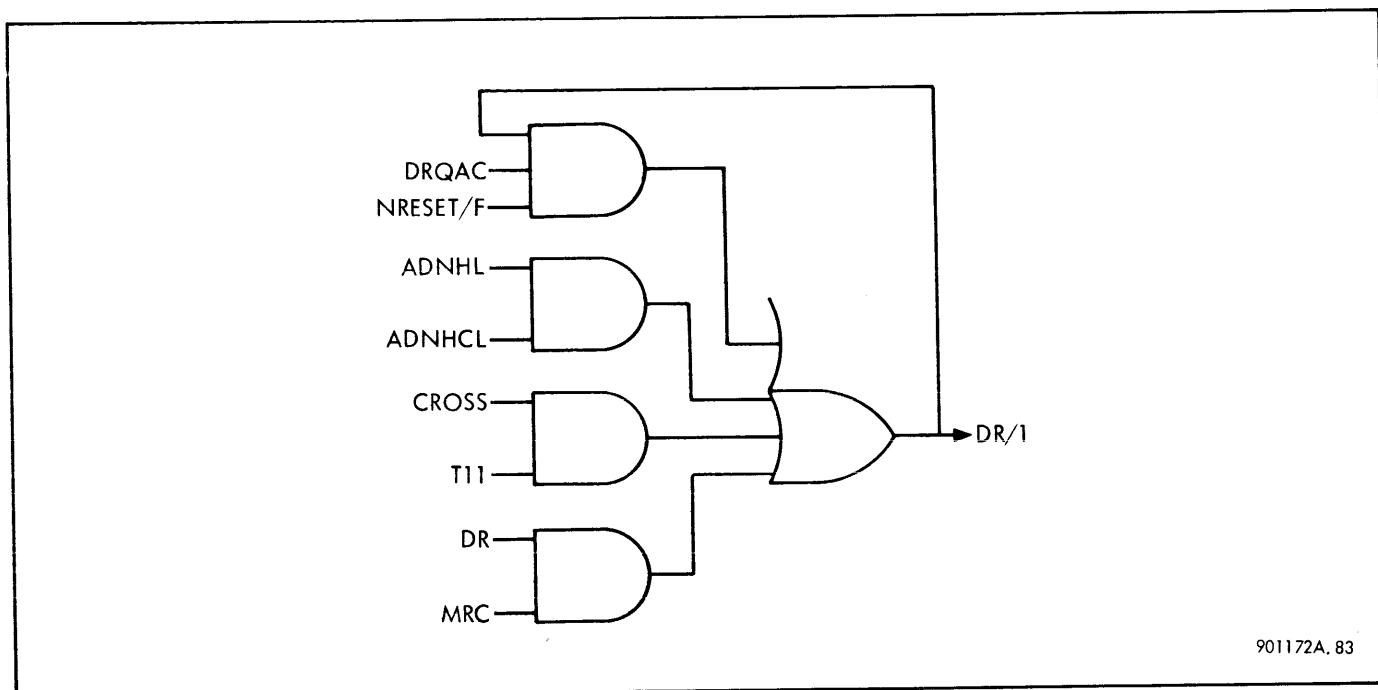 DRQAC
NRESET/F
ADNHL
ADNHCL
CROSS
T11
DR
MRC
DR/1
901172A. 83